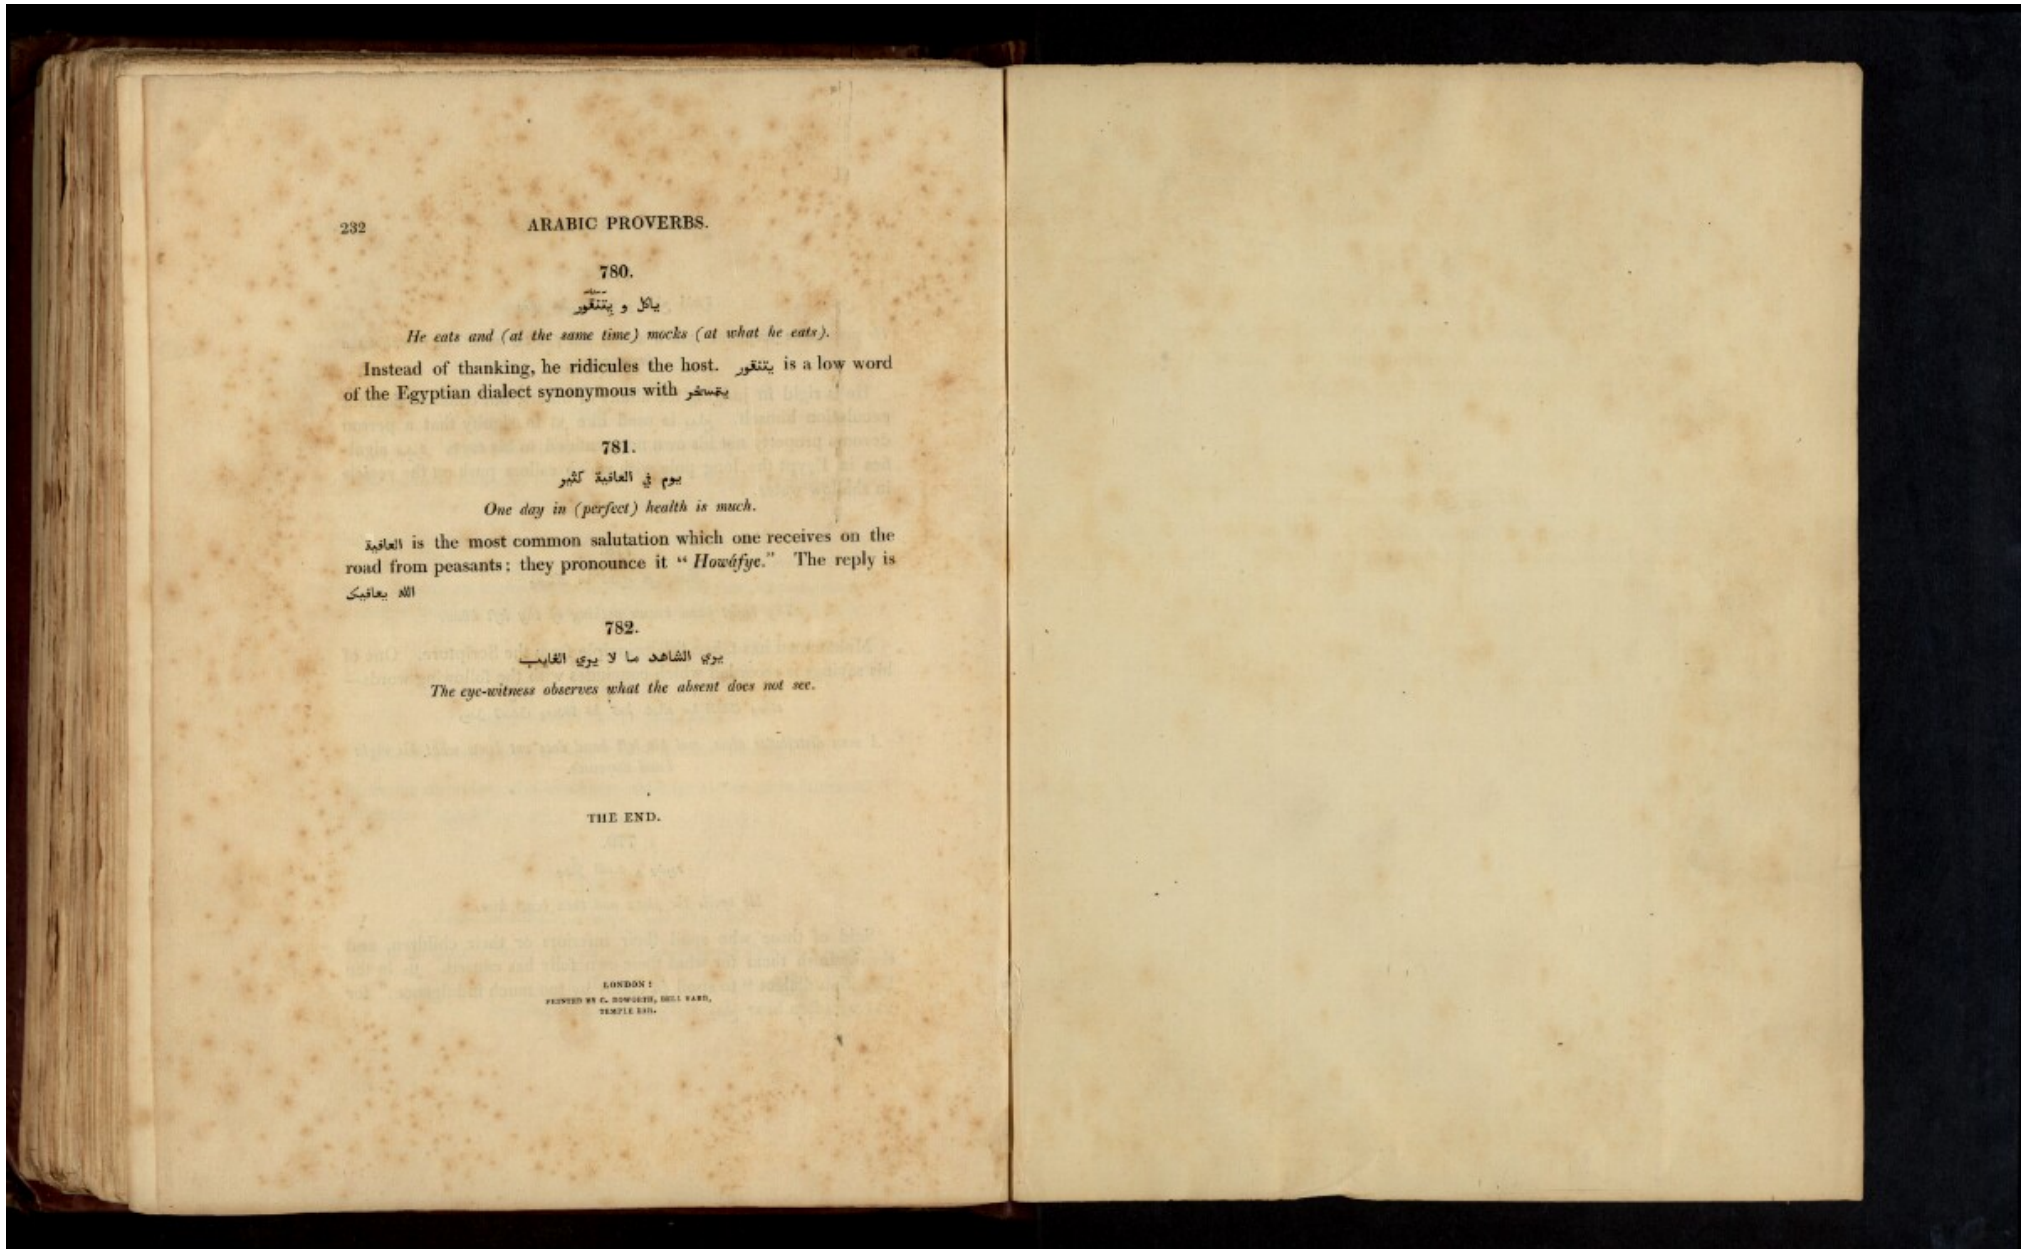 232 ARABIC PROVERBS.
780.
ياكل و يتنقور
He eats and (at the same time) mocks (at what he eats).
Instead of thanking, he ridicules the host. يتنقور is a low word
of the Egyptian dialect synonymous with يتمسخر
781.
يوم في العافية كثير
One day in (perfect) health is much.
العافية is the most common salutation which one receives on the
road from peasants; they pronounce it “Howáfye.” The reply is
الله يعافيك
782.
يري الشاهد ما لا يري الغايب
The eye-witness observes what the absent does not see.
THE END.
LONDON:
PRINTED BY C. ROWORTH, BELL YARD,
TEMPLE BAR.